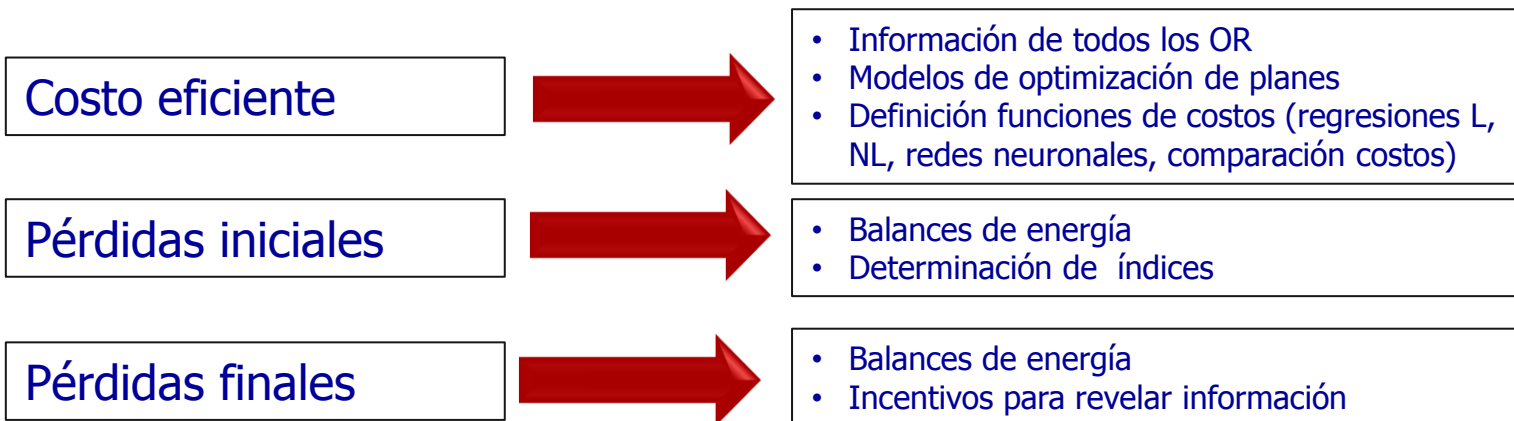 Costo eficiente
• Información de todos los OR
• Modelos de optimización de planes
• Definición funciones de costos (regresiones L,
NL, redes neuronales, comparación costos)
Pérdidas iniciales
• Balances de energía
• Determinación de índices
Pérdidas finales
• Balances de energía
• Incentivos para revelar información